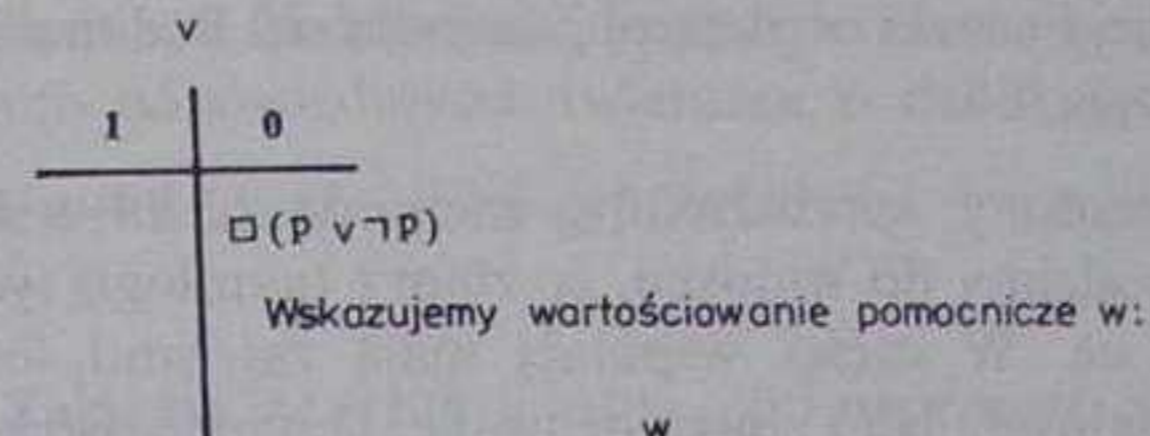 v
1 0
□(p ∨ ¬p)
Wskazujemy wartościowanie pomocnicze w:
w